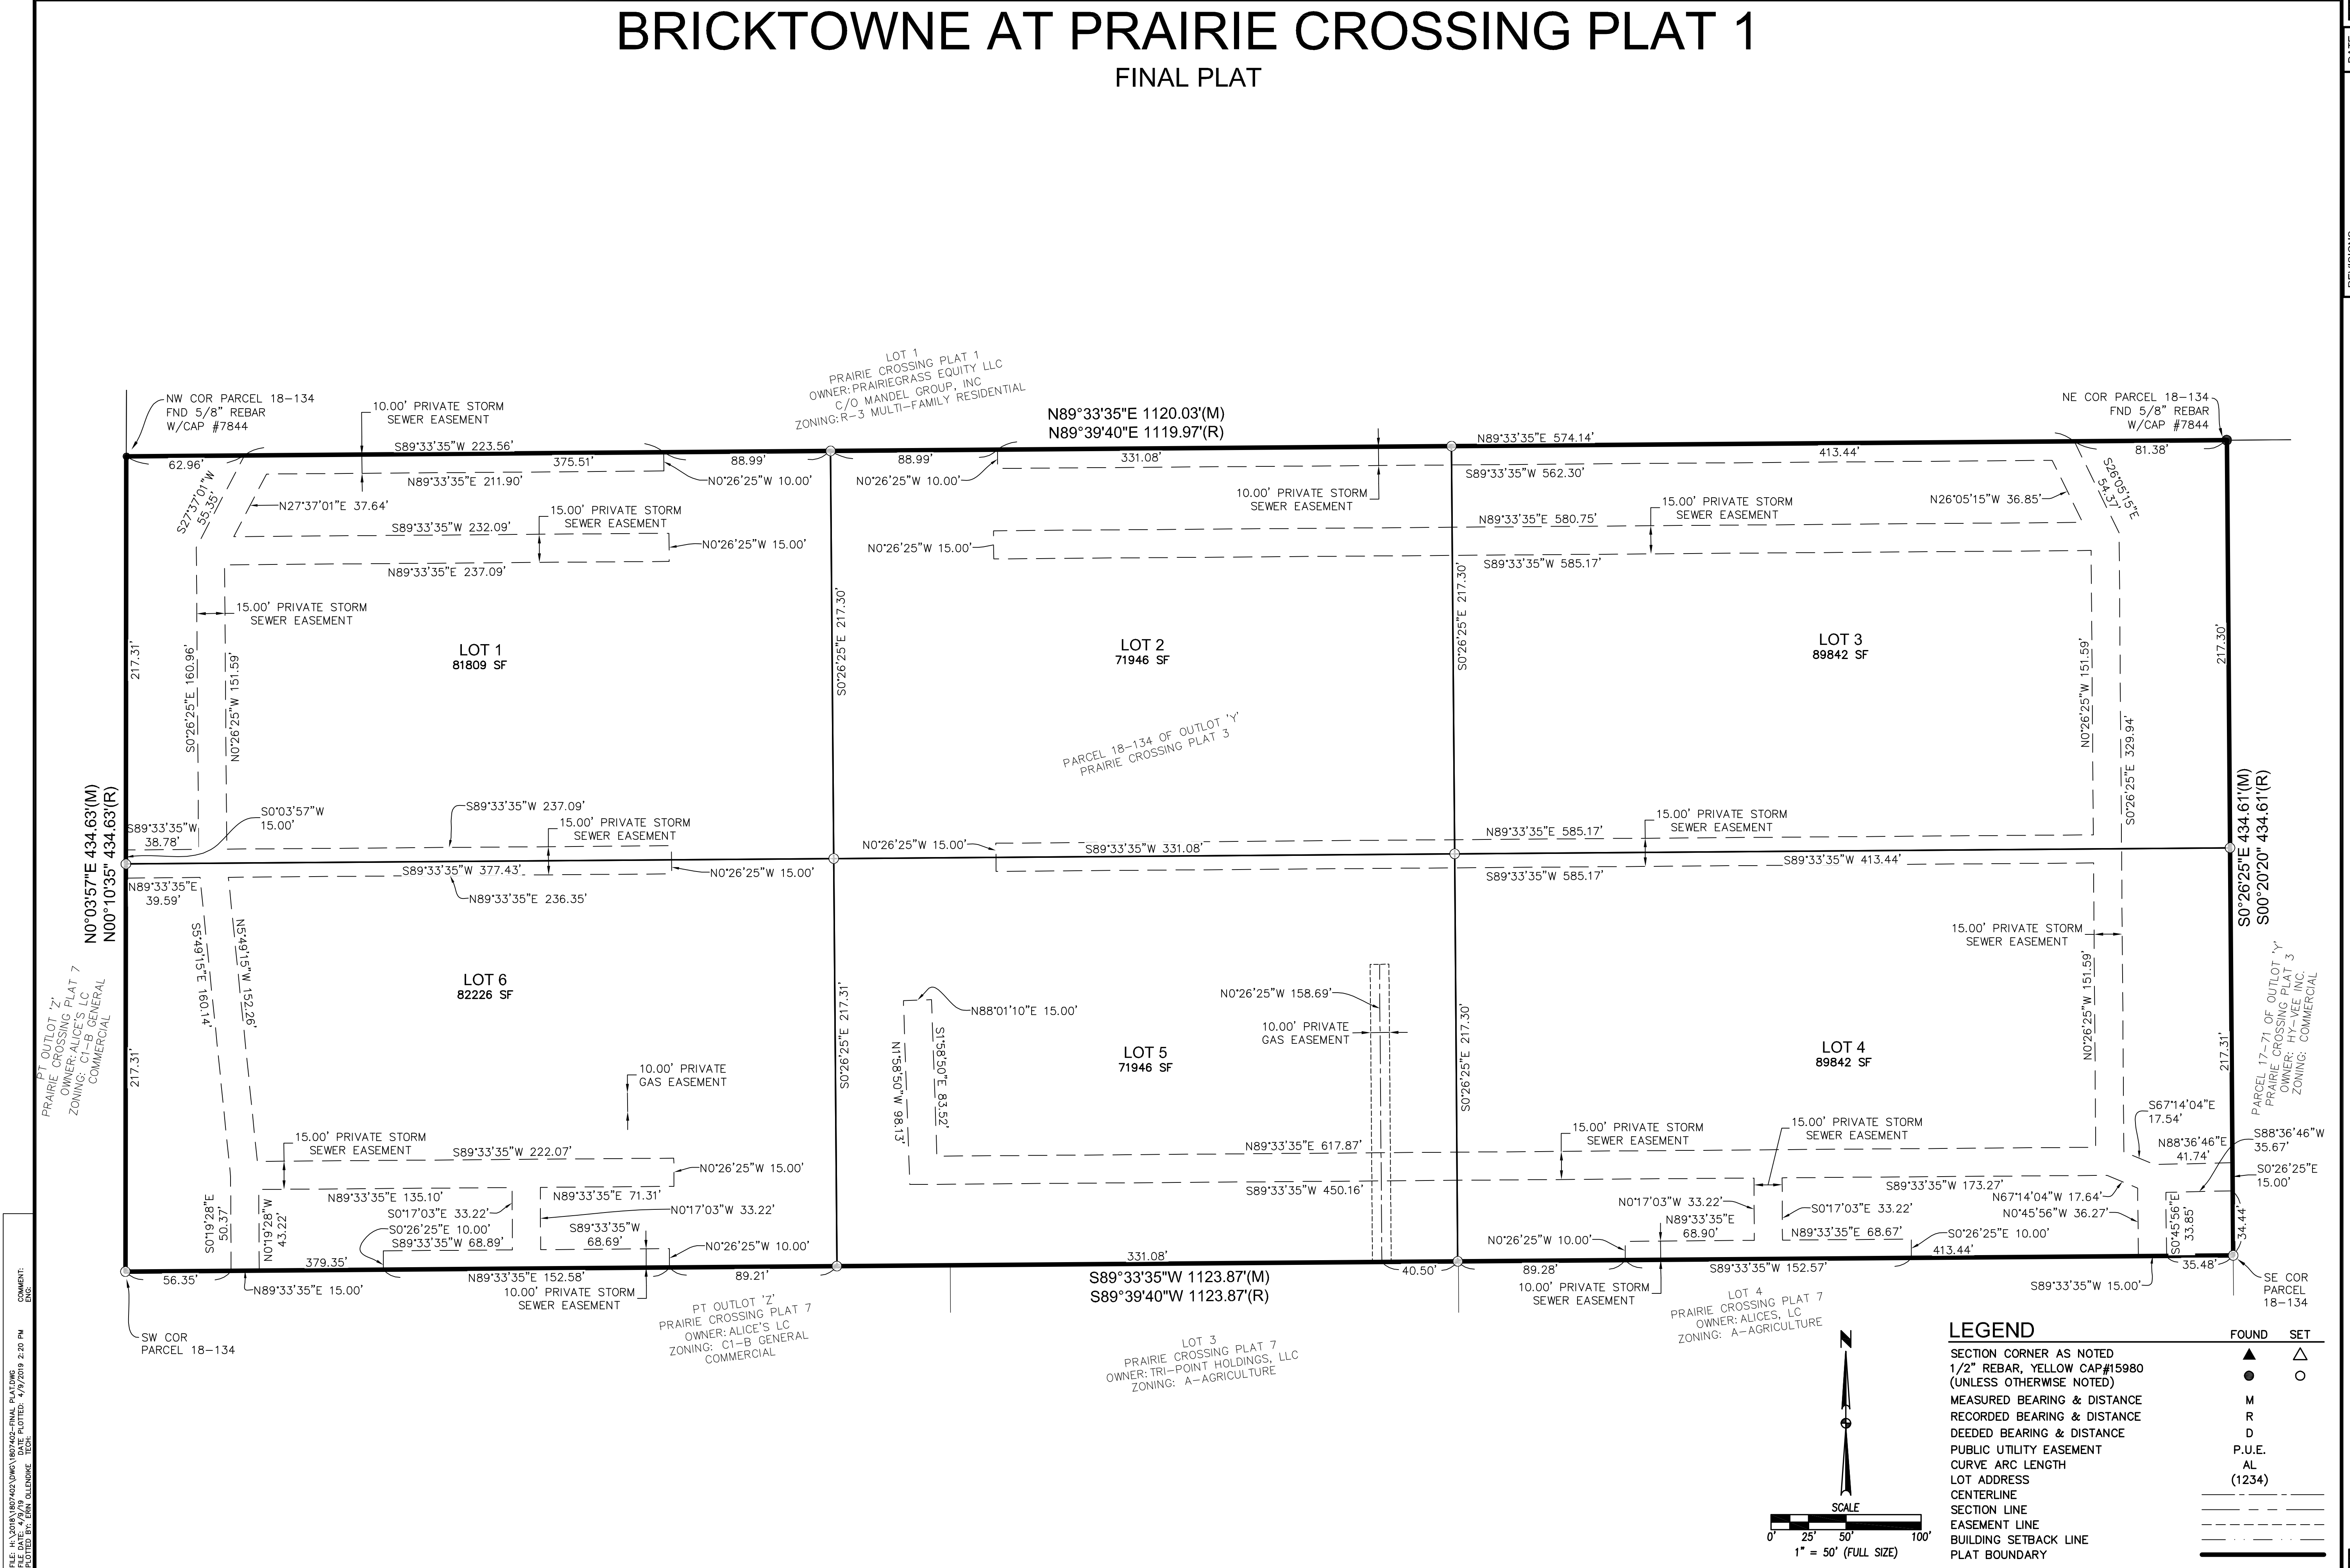 BRICKTOWNE AT PRAIRIE CROSSING PLAT 1
FINAL PLAT
DATE
REVISIONS
LOT 1
PRAIRIE CROSSING PLAT 1
OWNER: PRAIRIEGRASS EQUITY LLC
C/O MANDEL GROUP, INC
ZONING: R-3 MULTI-FAMILY RESIDENTIAL
NW COR PARCEL 18-134
FND 5/8" REBAR
W/CAP #7844
10.00' PRIVATE STORM
SEWER EASEMENT
N89°33'35"E 1120.03'(M)
N89°39'40"E 1119.97'(R)
NE COR PARCEL 18-134
FND 5/8" REBAR
W/CAP #7844
S89°33'35"W 223.56'
N89°33'35"E 574.14'
62.96'
375.51'
88.99'
88.99'
331.08'
413.44'
81.38'
S27°37'01"W
55.35'
N89°33'35"E 211.90'
N0°26'25"W 10.00'
N0°26'25"W 10.00'
S89°33'35"W 562.30'
S26°05'15"E
54.37'
N27°37'01"E 37.64'
10.00' PRIVATE STORM
SEWER EASEMENT
N26°05'15"W 36.85'
15.00' PRIVATE STORM
SEWER EASEMENT
15.00' PRIVATE STORM
SEWER EASEMENT
S89°33'35"W 232.09'
N89°33'35"E 580.75'
N0°26'25"W 15.00'
N0°26'25"W 15.00'
N89°33'35"E 237.09'
S89°33'35"W 585.17'
15.00' PRIVATE STORM
SEWER EASEMENT
217.31'
S0°26'25"E 160.96'
N0°26'25"W 151.59'
LOT 1
81809 SF
S0°26'25"E 217.30'
LOT 2
71946 SF
S0°26'25"E 217.30'
LOT 3
89842 SF
N0°26'25"W 151.59'
S0°26'25"E 329.94'
217.30'
PARCEL 18-134 OF OUTLOT 'Y'
PRAIRIE CROSSING PLAT 3
N0°03'57"E 434.63'(M)
N00°10'35" 434.63'(R)
S0°26'25"E 434.61'(M)
S00°20'20" 434.61'(R)
S89°33'35"W
38.78'
S0°03'57"W
15.00'
S89°33'35"W 237.09'
15.00' PRIVATE STORM
SEWER EASEMENT
N0°26'25"W 15.00'
S89°33'35"W 331.08'
N89°33'35"E 585.17'
15.00' PRIVATE STORM
SEWER EASEMENT
S89°33'35"W 413.44'
N89°33'35"E
39.59'
S89°33'35"W 377.43'
N0°26'25"W 15.00'
S89°33'35"W 585.17'
N89°33'35"E 236.35'
S5°49'15"E 160.14'
N5°49'15"W 152.26'
15.00' PRIVATE STORM
SEWER EASEMENT
PT OUTLOT 'Z'
PRAIRIE CROSSING PLAT 7
OWNER: ALICE'S LC
ZONING: C1-B GENERAL
COMMERCIAL
217.31'
LOT 6
82226 SF
10.00' PRIVATE
GAS EASEMENT
S0°26'25"E 217.31'
N88°01'10"E 15.00'
N1°58'50"W 98.13'
S1°58'50"E 83.52'
LOT 5
71946 SF
N0°26'25"W 158.69'
10.00' PRIVATE
GAS EASEMENT
S0°26'25"E 217.30'
LOT 4
89842 SF
N0°26'25"W 151.59'
217.31'
PARCEL 17-71 OF OUTLOT 'Y'
PRAIRIE CROSSING PLAT 3
OWNER: HY-VEE INC.
ZONING: COMMERCIAL
15.00' PRIVATE STORM
SEWER EASEMENT
S89°33'35"W 222.07'
N0°26'25"W 15.00'
N89°33'35"E 617.87'
15.00' PRIVATE STORM
SEWER EASEMENT
15.00' PRIVATE STORM
SEWER EASEMENT
S67°14'04"E
17.54'
N88°36'46"E
41.74'
S88°36'46"W
35.67'
S0°26'25"E
15.00'
S0°19'28"E
50.37'
N0°19'28"W
43.22'
N89°33'35"E 135.10'
N89°33'35"E 71.31'
S0°17'03"E 33.22'
N0°17'03"W 33.22'
S0°26'25"E 10.00'
S89°33'35"W 68.89'
S89°33'35"W
68.69'
N0°26'25"W 10.00'
S89°33'35"W 450.16'
S89°33'35"W 173.27'
N0°17'03"W 33.22'
N89°33'35"E
68.90'
N67°14'04"W 17.64'
S0°17'03"E 33.22'
N0°45'56"W 36.27'
N0°26'25"W 10.00'
N89°33'35"E 68.67'
S0°26'25"E 10.00'
S0°45'56"E
33.85'
34.44'
379.35'
331.08'
413.44'
56.35'
N89°33'35"E 15.00'
N89°33'35"E 152.58'
89.21'
40.50'
89.28'
S89°33'35"W 152.57'
35.48'
S89°33'35"W 15.00'
10.00' PRIVATE STORM
SEWER EASEMENT
S89°33'35"W 1123.87'(M)
S89°39'40"W 1123.87'(R)
10.00' PRIVATE STORM
SEWER EASEMENT
SE COR
PARCEL
18-134
SW COR
PARCEL 18-134
PT OUTLOT 'Z'
PRAIRIE CROSSING PLAT 7
OWNER: ALICE'S LC
ZONING: C1-B GENERAL
COMMERCIAL
LOT 3
PRAIRIE CROSSING PLAT 7
OWNER: TRI-POINT HOLDINGS, LLC
ZONING: A-AGRICULTURE
LOT 4
PRAIRIE CROSSING PLAT 7
OWNER: ALICES, LC
ZONING: A-AGRICULTURE
N
SCALE
0' 25' 50' 100'
1" = 50' (FULL SIZE)
LEGEND FOUND SET
SECTION CORNER AS NOTED
1/2" REBAR, YELLOW CAP#15980
(UNLESS OTHERWISE NOTED)
MEASURED BEARING & DISTANCE M
RECORDED BEARING & DISTANCE R
DEEDED BEARING & DISTANCE D
PUBLIC UTILITY EASEMENT P.U.E.
CURVE ARC LENGTH AL
LOT ADDRESS (1234)
CENTERLINE
SECTION LINE
EASEMENT LINE
BUILDING SETBACK LINE
PLAT BOUNDARY
FILE: H:\2018\1807402\DWG\1807402-FINAL PLAT.DWG COMMENT:
FILE DATE: 4/9/19 DATE PLOTTED: 4/9/2019 2:20 PM ENG:
PLOTTED BY: ERIN OLLENDIKE TECH: